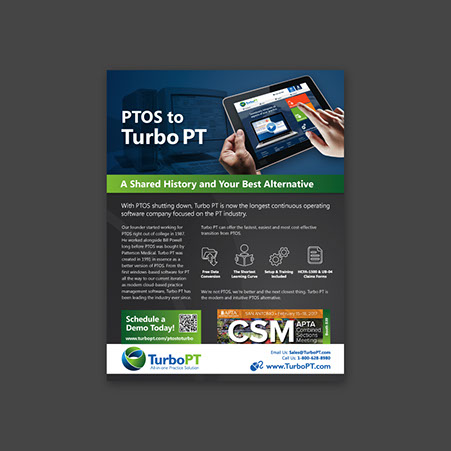 PTOS to
Turbo PT
A Shared History and Your Best Alternative
With PTOS shutting down, Turbo PT is now the longest continuous operating
software company focused on the PT industry.
Our founder started working for
PTOS right out of college in 1987.
He worked alongside Bill Powell
long before PTOS was bought by
Patterson Medical. Turbo PT was
created in 1991 in essence as a
better version of PTOS. From the
first windows-based software for PT
all the way to our current iteration
as modern cloud-based practice
management software, Turbo PT has
been leading the industry ever since.
Turbo PT can offer the fastest, easiest and most cost-effective
transition from PTOS.
Free Data
Conversion
The Shortest
Learning Curve
Setup & Training
Included
HCFA-1500 & UB-04
Claims Forms
We're not PTOS, we're better and the next closest thing. Turbo PT is
the modern and intuitive PTOS alternative.
Schedule a
Demo Today!
www.turbopt.com/ptostoturbo
APTA
SAN ANTONIO • February 15-18, 2017
CSM
APTA
Combined
Sections
Meeting
TurboPT
All-in-one Practice Solution
Email Us: Sales@TurboPT.com
Call Us: 1-800-628-8980
www.TurboPT.com